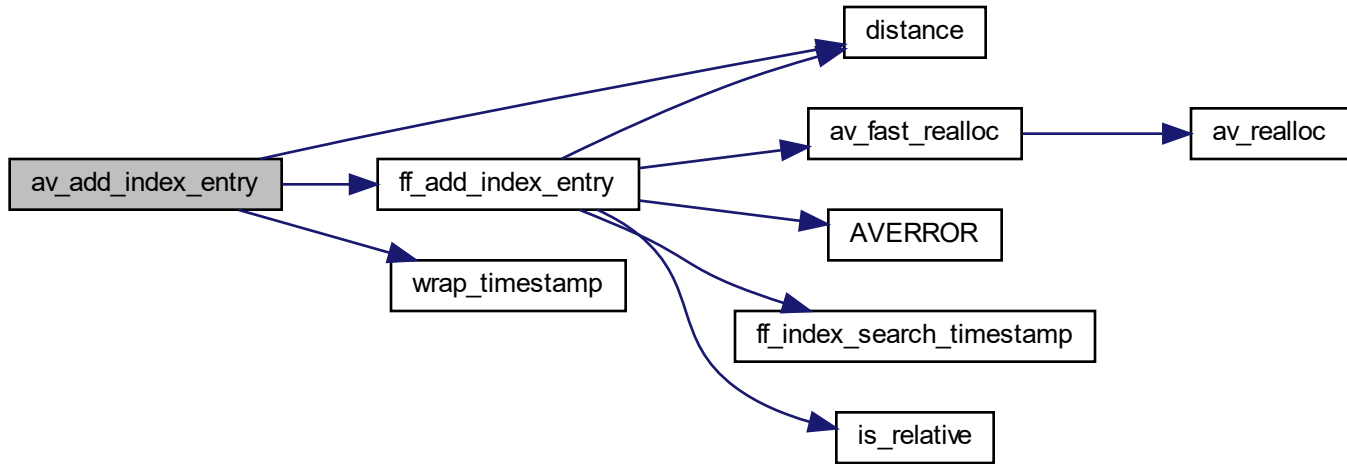 distance
av_fast_realloc
av_realloc
av_add_index_entry
ff_add_index_entry
AVERROR
wrap_timestamp
ff_index_search_timestamp
is_relative